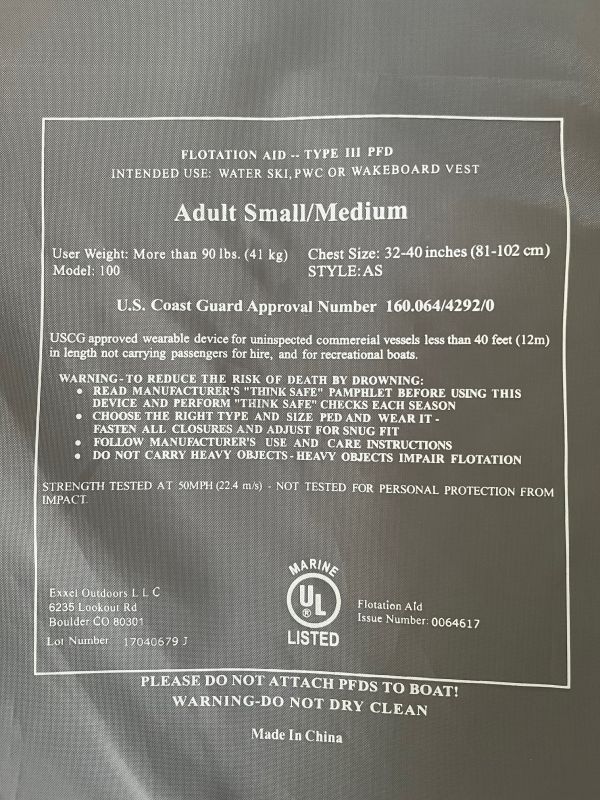 FLOTATION AID -- TYPE III PFD
INTENDED USE: WATER SKI, PWC OR WAKEBOARD VEST
Adult Small/Medium
User Weight: More than 90 lbs. (41 kg) Chest Size: 32-40 inches (81-102 cm)
Model: 100 STYLE: AS
U.S. Coast Guard Approval Number 160.064/4292/0
USCG approved wearable device for uninspected commereial vessels less than 40 feet (12m)
in length not carrying passengers for hire, and for recreational boats.
WARNING-TO REDUCE THE RISK OF DEATH BY DROWNING:
• READ MANUFACTURER'S "THINK SAFE" PAMPHLET BEFORE USING THIS
DEVICE AND PERFORM "THINK SAFE" CHECKS EACH SEASON
• CHOOSE THE RIGHT TYPE AND SIZE PED AND WEAR IT -
FASTEN ALL CLOSURES AND ADJUST FOR SNUG FIT
• FOLLOW MANUFACTURER'S USE AND CARE INSTRUCTIONS
• DO NOT CARRY HEAVY OBJECTS - HEAVY OBJECTS IMPAIR FLOTATION
STRENGTH TESTED AT 50MPH (22.4 m/s) - NOT TESTED FOR PERSONAL PROTECTION FROM
IMPACT
MARINE
UL
®
LISTED
Exxel Outdoors L L C
6235 Lookout Rd
Boulder CO 80301
Lot Number 17040679 J
Flotation Aid
Issue Number: 0064617
PLEASE DO NOT ATTACH PFDS TO BOAT!
WARNING-DO NOT DRY CLEAN
Made In China